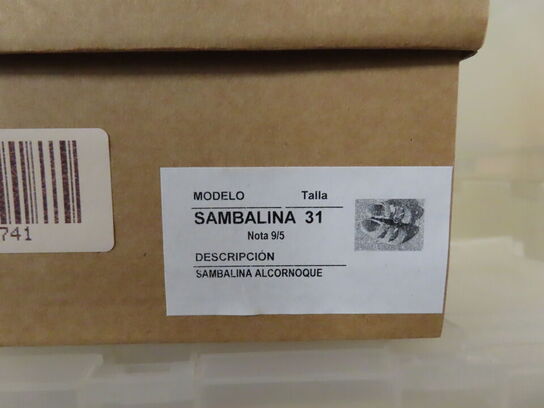 MODELO Talla
SAMBALINA 31
Nota 9/5
DESCRIPCIÓN
SAMBALINA ALCORNOQUE
741